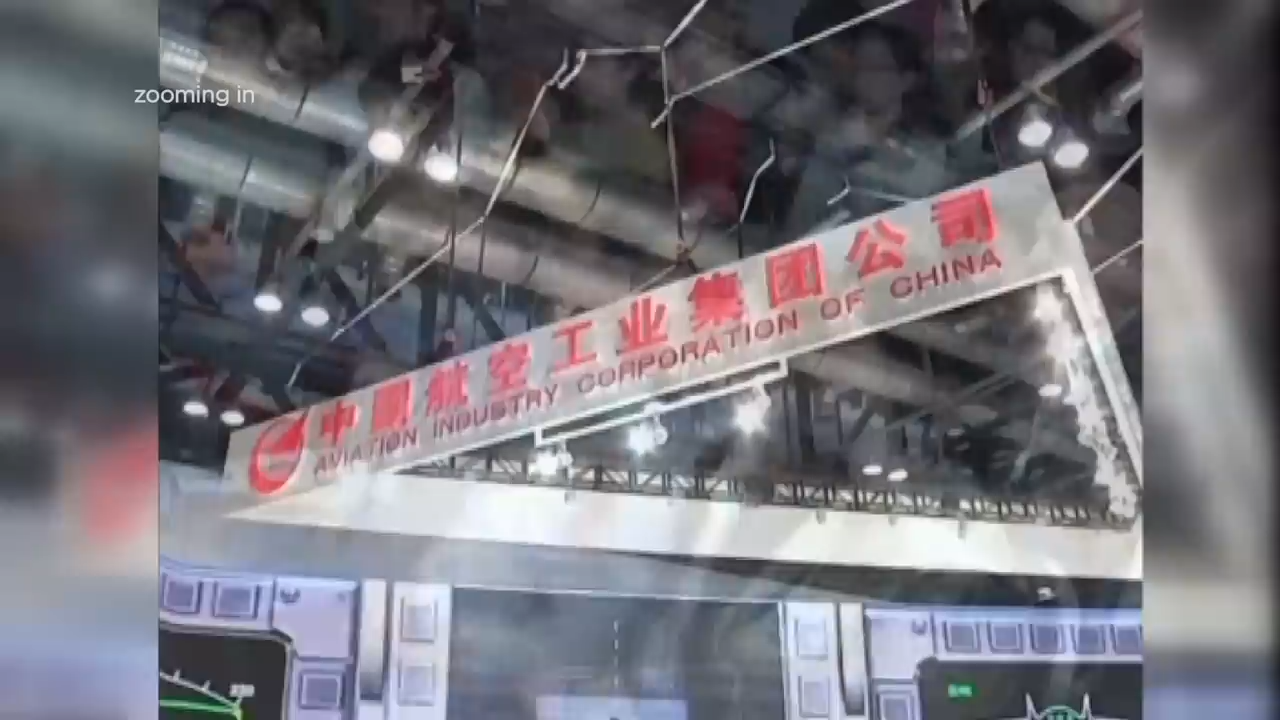 zooming in
中国航空工业集团公司
AVIATION INDUSTRY CORPORATION OF CHINA